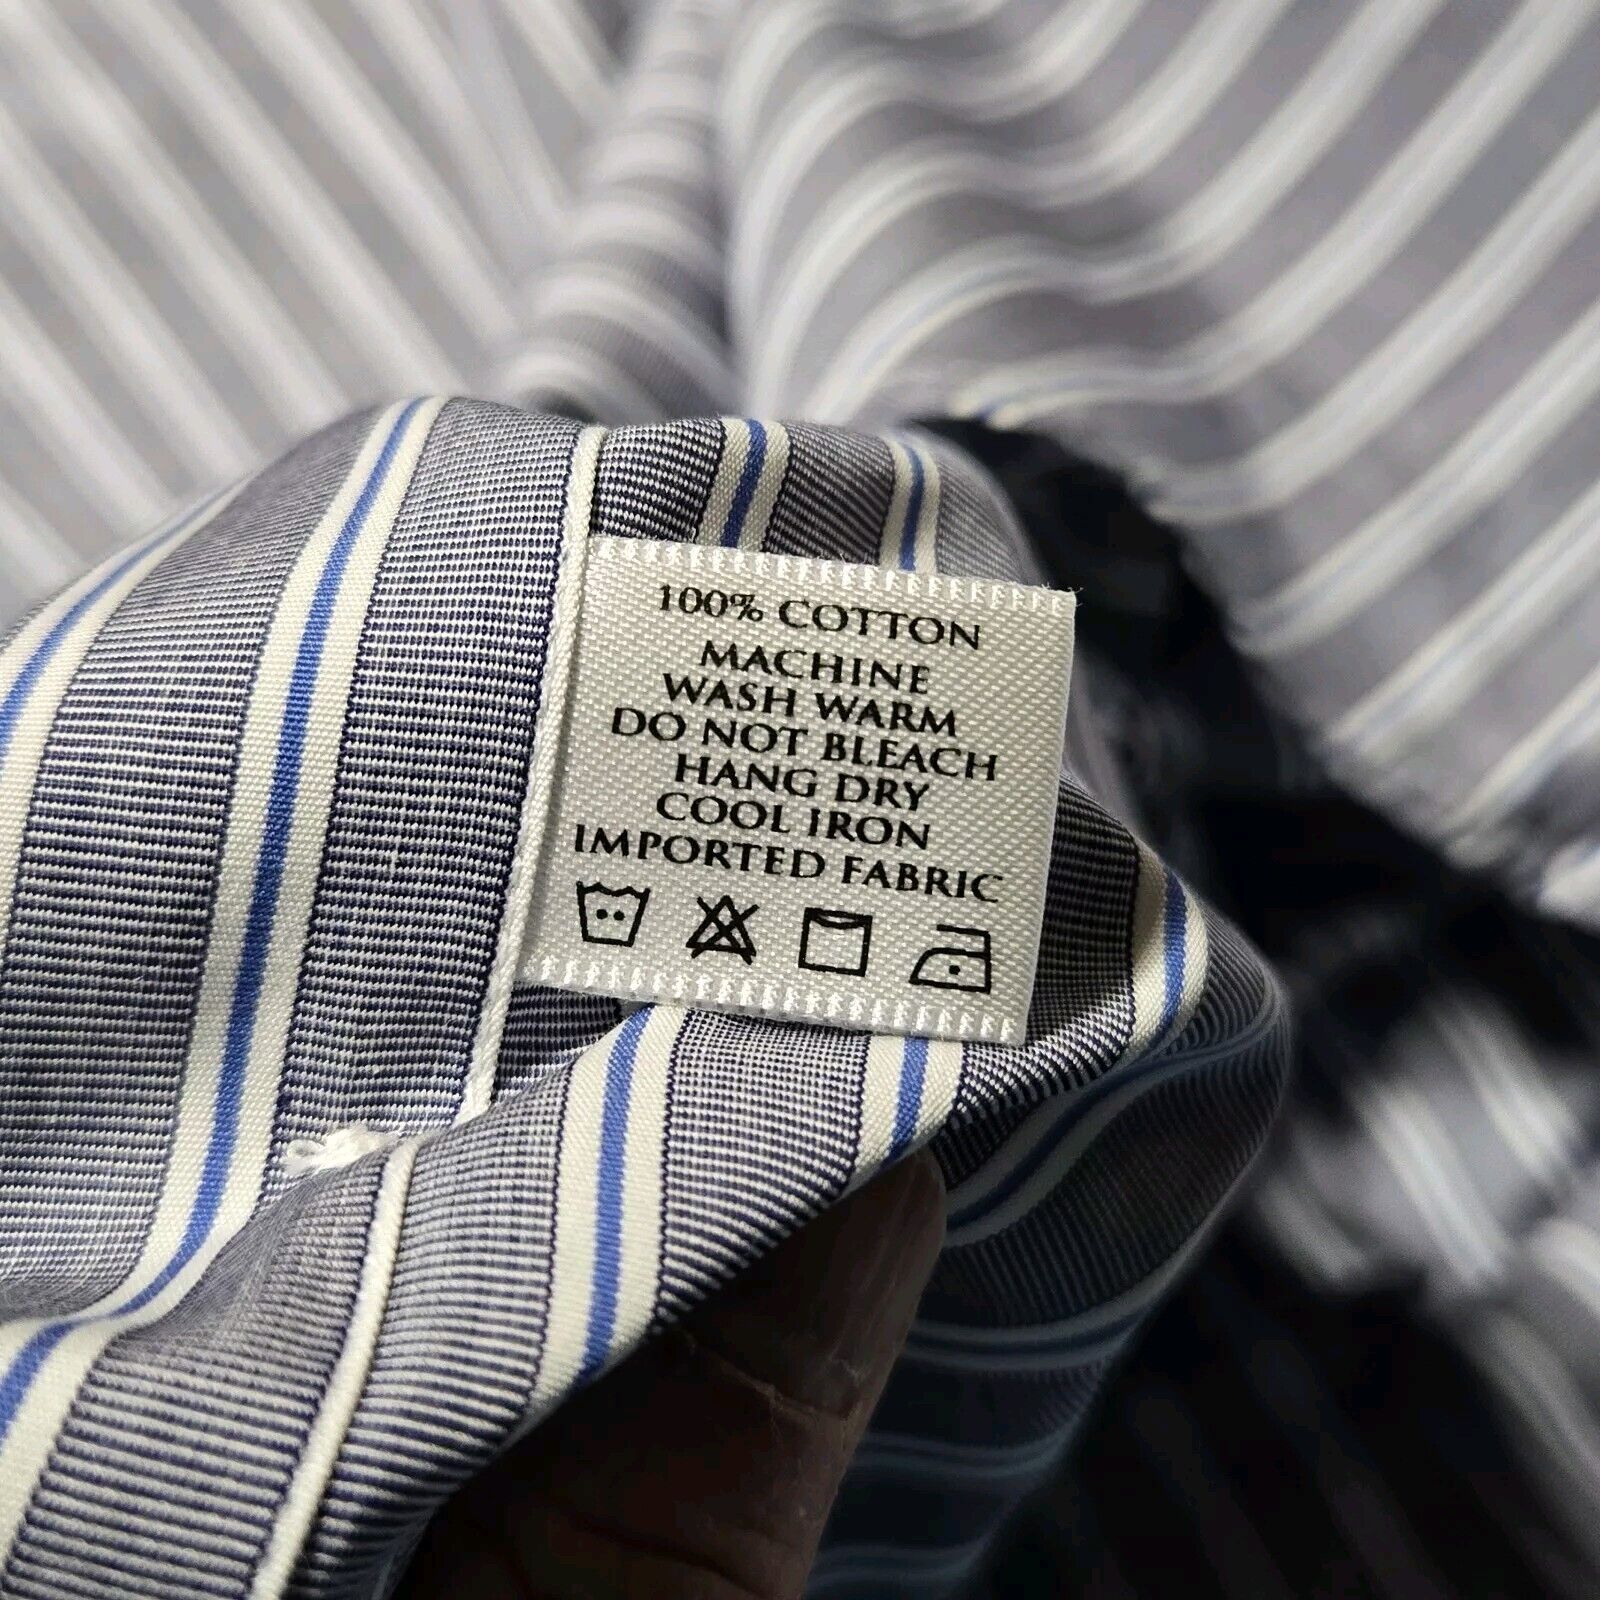 100% COTTON
MACHINE
WASH WARM
DO NOT BLEACH
HANG DRY
COOL IRON
IMPORTED FABRIC